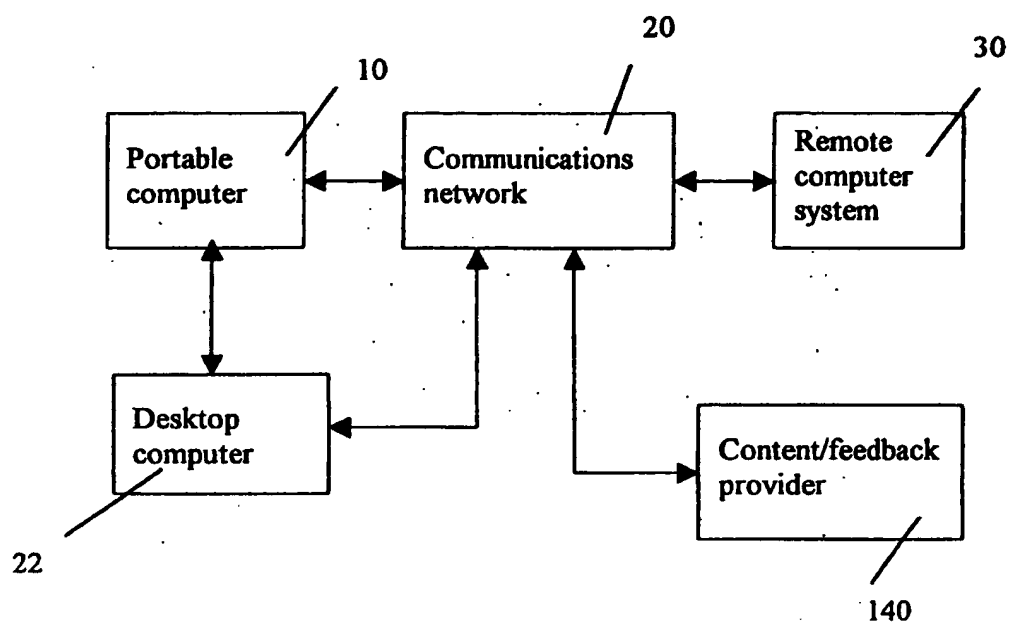 20
30
10
Portable
computer
Communications
network
Remote
computer
system
Desktop
computer
Content/feedback
provider
22
140